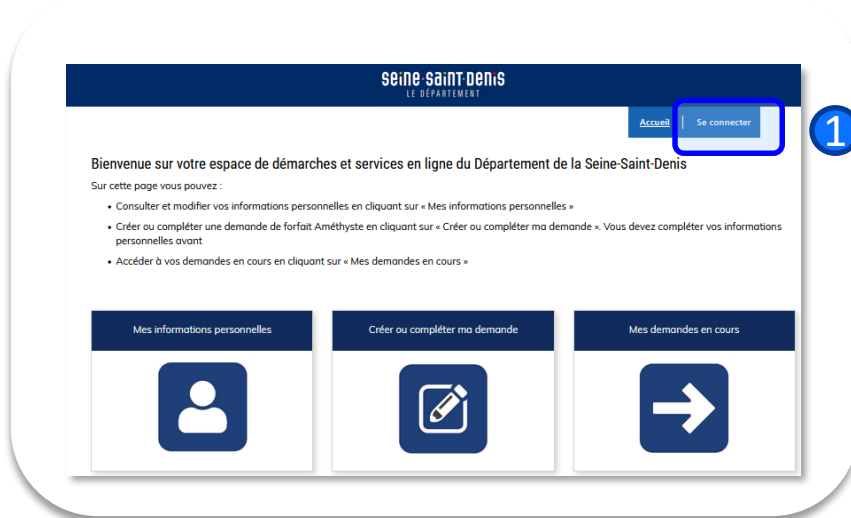 seine-saint-denis
LE DÉPARTEMENT
Accueil | Se connecter
1
Bienvenue sur votre espace de démarches et services en ligne du Département de la Seine-Saint-Denis
Sur cette page vous pouvez :
• Consulter et modifier vos informations personnelles en cliquant sur « Mes informations personnelles »
• Créer ou compléter une demande de forfait Améthyste en cliquant sur « Créer ou compléter ma demande ». Vous devez compléter vos informations
personnelles avant
• Accéder à vos demandes en cours en cliquant sur « Mes demandes en cours »
Mes informations personnelles
Créer ou compléter ma demande
Mes demandes en cours